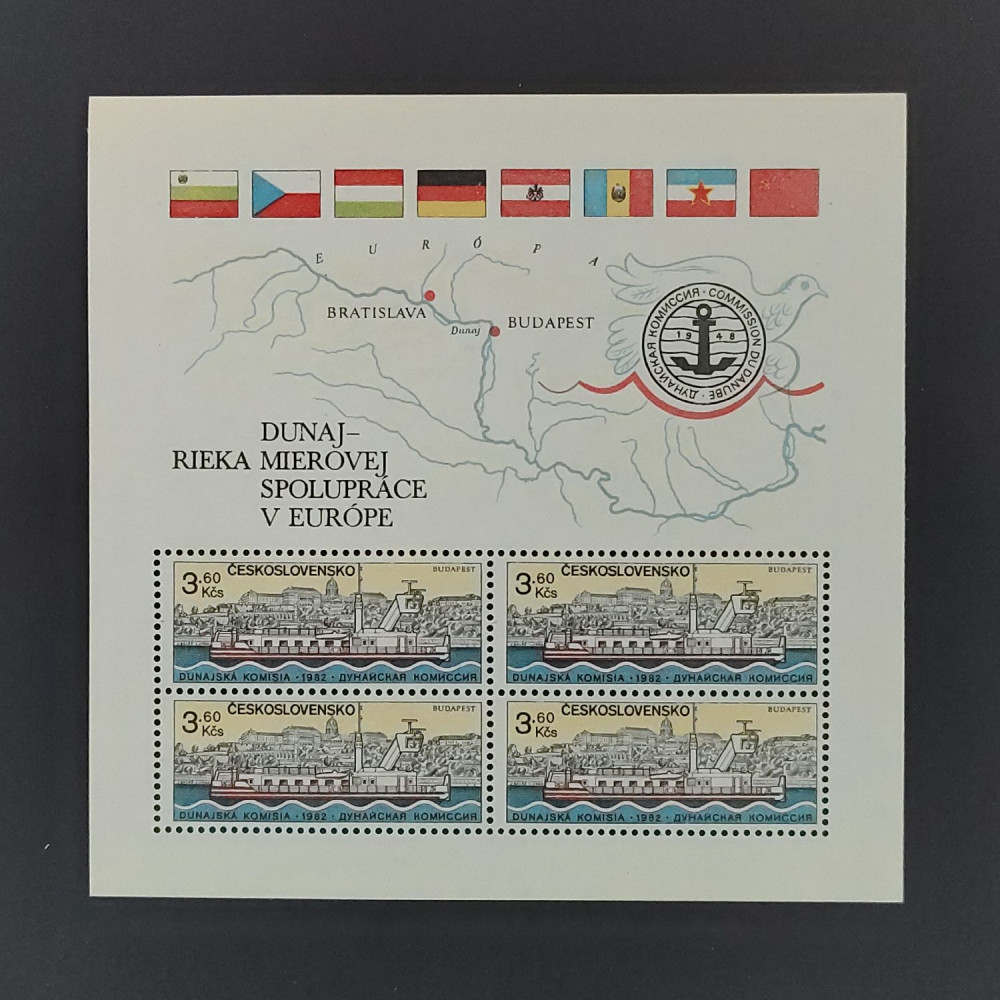 EURÓPA
BRATISLAVA
Dunaj
BUDAPEST
ДУНАЙСКАЯ КОМИССИЯ · COMMISSION DU DANUBE ·
1948
DUNAJ–
RIEKA MIEROVEJ
SPOLUPRÁCE
V EURÓPE
3.60 Kčs
ČESKOSLOVENSKO
BUDAPEST
DUNAJSKÁ KOMISIA · 1982 · ДУНАЙСКАЯ КОМИССИЯ
3.60 Kčs
ČESKOSLOVENSKO
BUDAPEST
DUNAJSKÁ KOMISIA · 1982 · ДУНАЙСКАЯ КОМИССИЯ
3.60 Kčs
ČESKOSLOVENSKO
BUDAPEST
DUNAJSKÁ KOMISIA · 1982 · ДУНАЙСКАЯ КОМИССИЯ
3.60 Kčs
ČESKOSLOVENSKO
BUDAPEST
DUNAJSKÁ KOMISIA · 1982 · ДУНАЙСКАЯ КОМИССИЯ